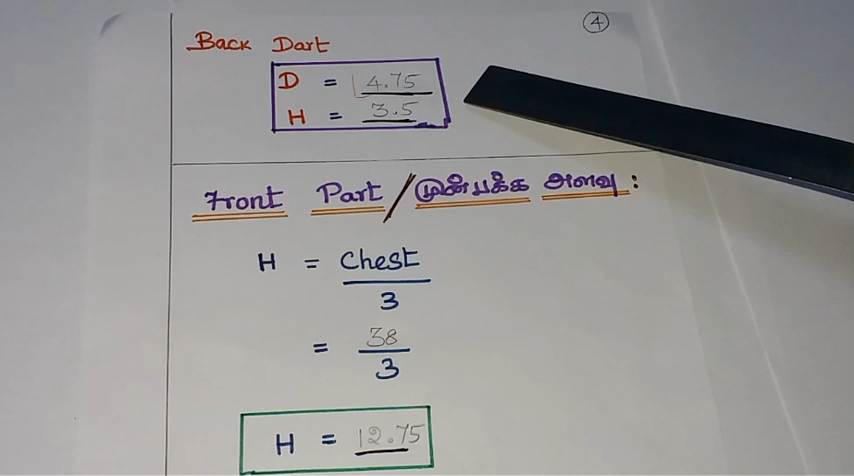 4
Back Dart
D = 4.75
H = 3.5
Front Part / முன்பக்க அளவு :
H = Chest
3
= 38
3
H = 12.75